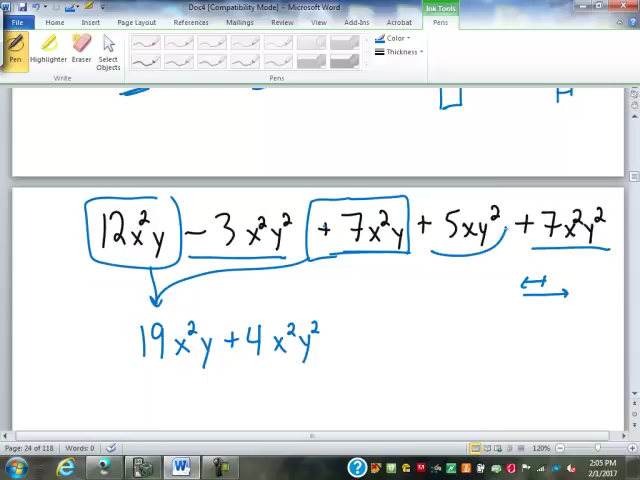 Doc4 [Compatibility Mode] - Microsoft Word
Ink Tools
File Home Insert Page Layout References Mailings Review View Add-Ins Acrobat Pens
Pen Highlighter Eraser Select Objects
Color
Thickness
Write Pens
12x²y − 3x²y² + 7x²y + 5xy² + 7x²y²
19x²y + 4x²y²
Page: 24 of 118 Words: 0 120%
2:05 PM
2/1/2017